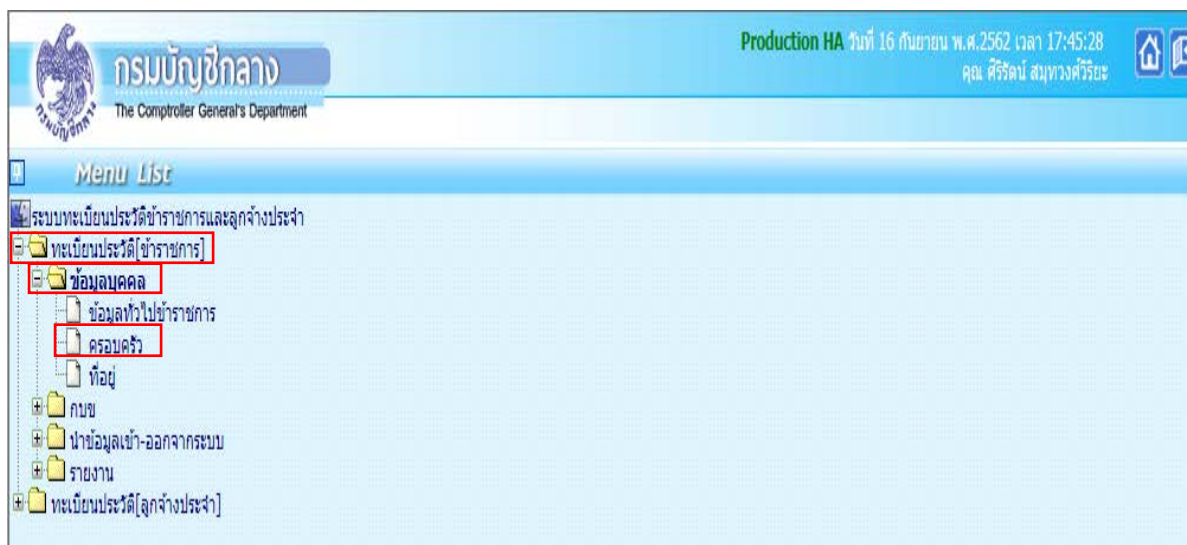 Production HA วันที่ 16 กันยายน พ.ศ.2562 เวลา 17:45:28
คุณ ศิริรัตน์ สมุทวงศ์วิริยะ
กรมบัญชีกลาง
The Comptroller General's Department
กรมบัญชีกลาง
Menu List
ระบบทะเบียนประวัติข้าราชการและลูกจ้างประจำ
ทะเบียนประวัติ[ข้าราชการ]
ข้อมูลบุคคล
ข้อมูลทั่วไปข้าราชการ
ครอบครัว
ที่อยู่
กบข
นำข้อมูลเข้า-ออกจากระบบ
รายงาน
ทะเบียนประวัติ[ลูกจ้างประจำ]